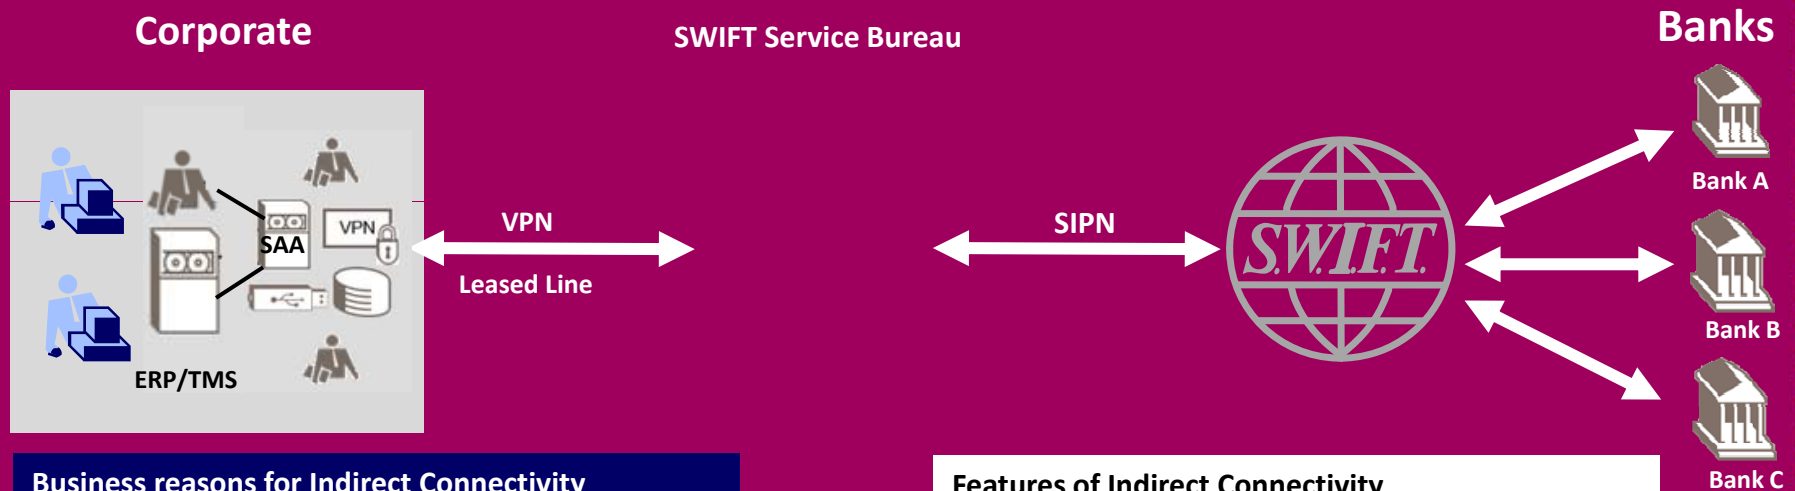 Corporate
SWIFT Service Bureau
Banks
Bank A
VPN
SAA
VPN
SIPN
S.W.I.F.T.
Leased Line
Bank B
ERP/TMS
Business reasons for Indirect Connectivity
Features of Indirect Connectivity
Bank C